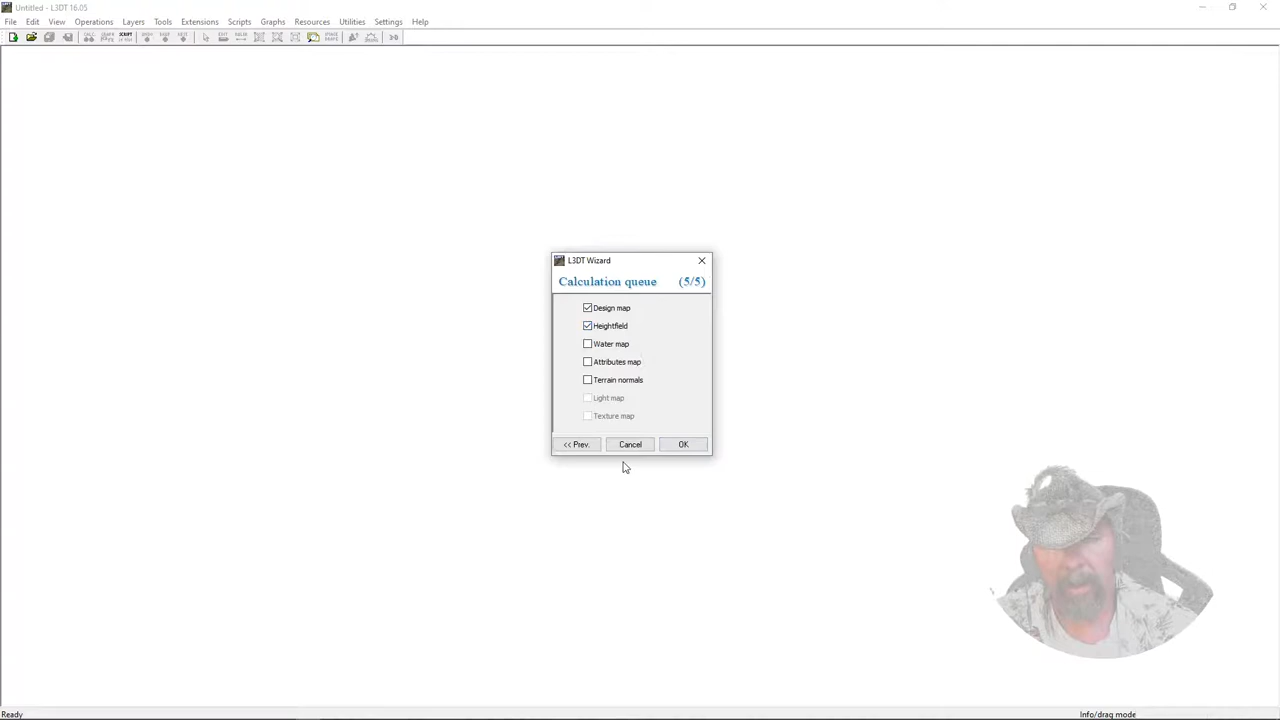 Untitled - L3DT 16.05
File Edit View Operations Layers Tools Extensions Scripts Graphs Resources Utilities Settings Help
L3DT Wizard
Calculation queue (5/5)
Design map
Heightfield
Water map
Attributes map
Terrain normals
Light map
Texture map
<< Prev. Cancel OK
Ready Info/drag mode